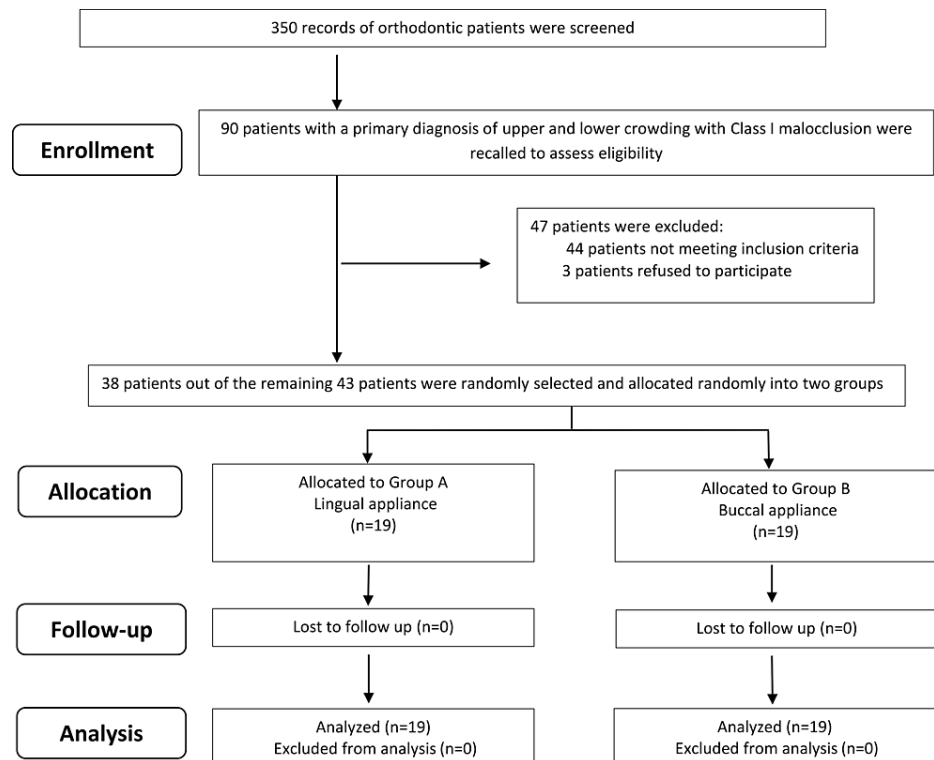 350 records of orthodontic patients were screened
Enrollment
90 patients with a primary diagnosis of upper and lower crowding with Class I malocclusion were
recalled to assess eligibility
47 patients were excluded:
44 patients not meeting inclusion criteria
3 patients refused to participate
38 patients out of the remaining 43 patients were randomly selected and allocated randomly into two groups
Allocation
Allocated to Group A
Lingual appliance
(n=19)
Allocated to Group B
Buccal appliance
(n=19)
Follow-up
Lost to follow up (n=0)
Lost to follow up (n=0)
Analysis
Analyzed (n=19)
Excluded from analysis (n=0)
Analyzed (n=19)
Excluded from analysis (n=0)